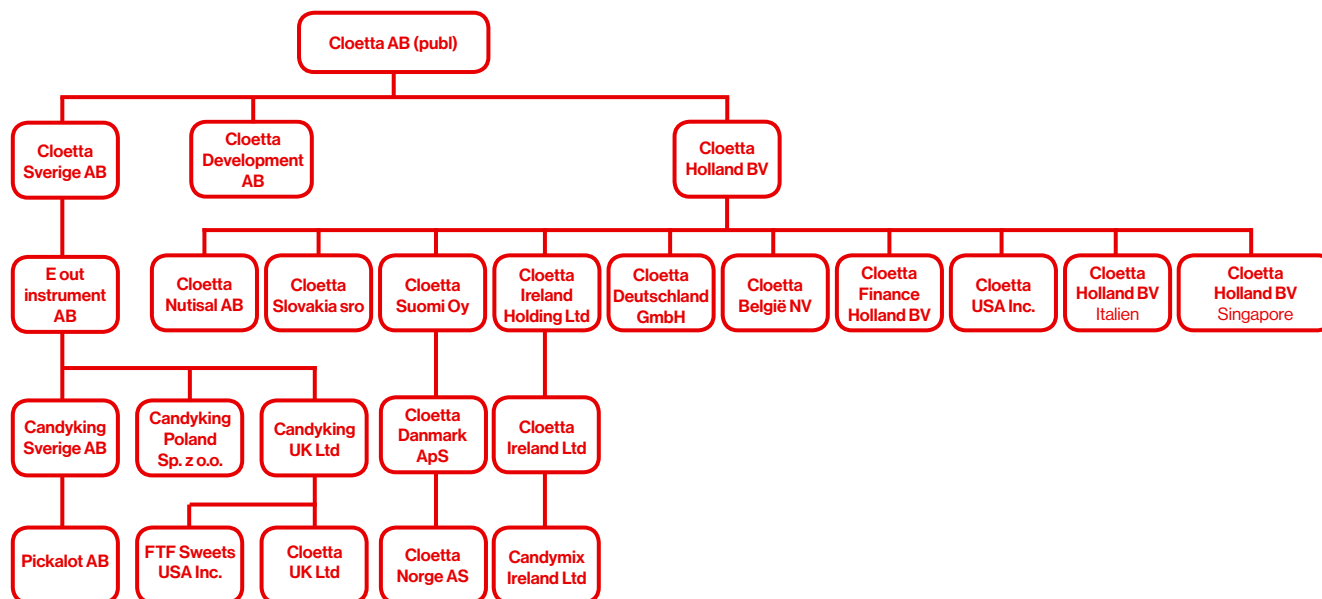 Cloetta AB (publ)
Cloetta
Sverige AB
Cloetta
Development
AB
Cloetta
Holland BV
E out
instrument
AB
Cloetta
Nutisal AB
Cloetta
Slovakia sro
Cloetta
Suomi Oy
Cloetta
Ireland
Holding Ltd
Cloetta
Deutschland
GmbH
Cloetta
België NV
Cloetta
Finance
Holland BV
Cloetta
USA Inc.
Cloetta
Holland BV
Italien
Cloetta
Holland BV
Singapore
Candyking
Sverige AB
Candyking
Poland
Sp. z o.o.
Candyking
UK Ltd
Cloetta
Danmark
ApS
Cloetta
Ireland Ltd
Pickalot AB
FTF Sweets
USA Inc.
Cloetta
UK Ltd
Cloetta
Norge AS
Candymix
Ireland Ltd